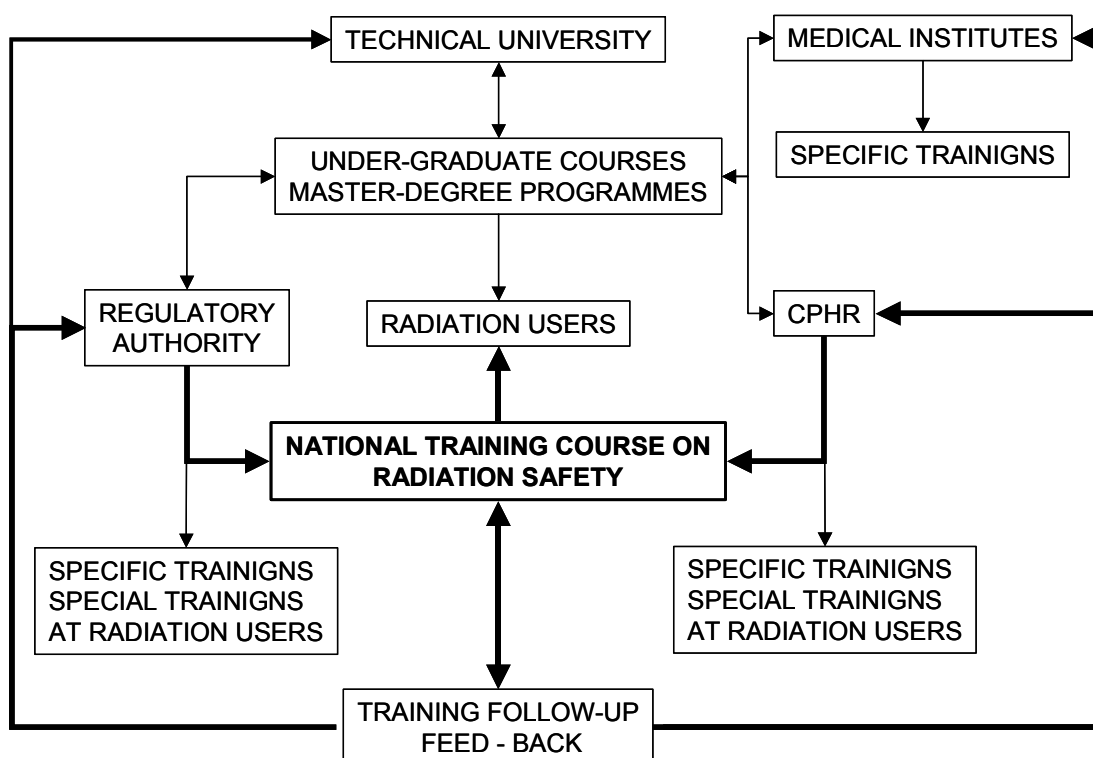 TECHNICAL UNIVERSITY
MEDICAL INSTITUTES
UNDER-GRADUATE COURSES
MASTER-DEGREE PROGRAMMES
SPECIFIC TRAINIGNS
REGULATORY
AUTHORITY
RADIATION USERS
CPHR
NATIONAL TRAINING COURSE ON
RADIATION SAFETY
SPECIFIC TRAINIGNS
SPECIAL TRAINIGNS
AT RADIATION USERS
SPECIFIC TRAINIGNS
SPECIAL TRAINIGNS
AT RADIATION USERS
TRAINING FOLLOW-UP
FEED - BACK